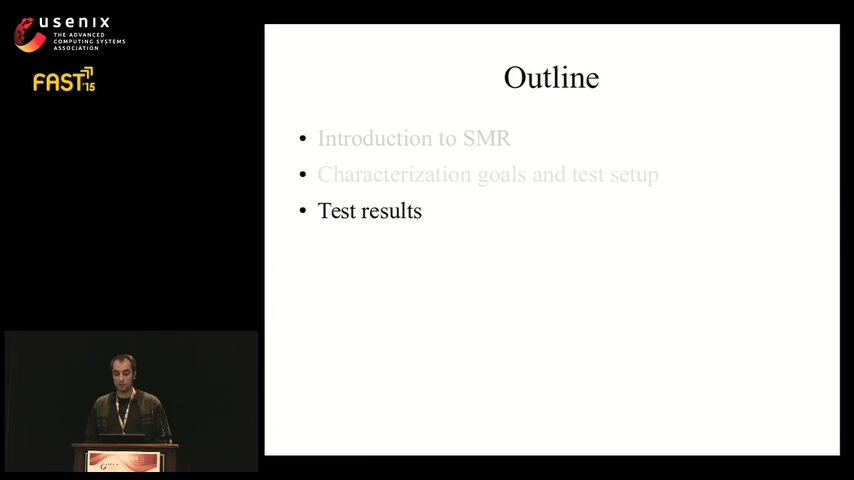 usenix
THE ADVANCED
COMPUTING SYSTEMS
ASSOCIATION
FAST '15
Outline
• Introduction to SMR
• Characterization goals and test setup
• Test results